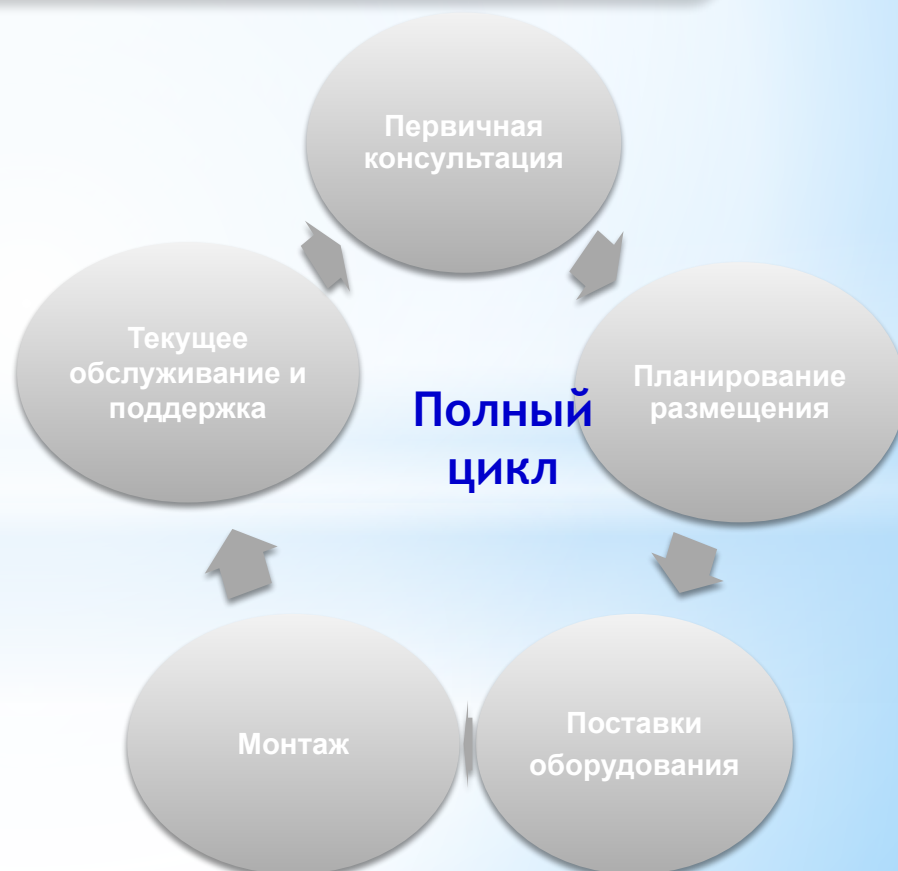 Первичная
консультация
Планирование
размещения
Поставки
оборудования
Монтаж
Текущее
обслуживание и
поддержка
Полный
цикл